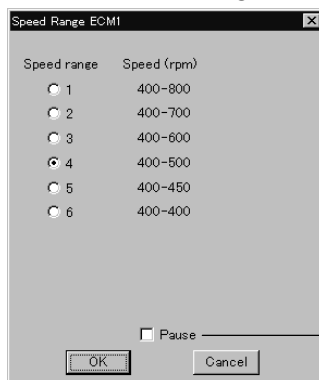 Speed Range ECM1
Speed range Speed (rpm)
1 400-800
2 400-700
3 400-600
4 400-500
5 400-450
6 400-400
Pause
OK Cancel